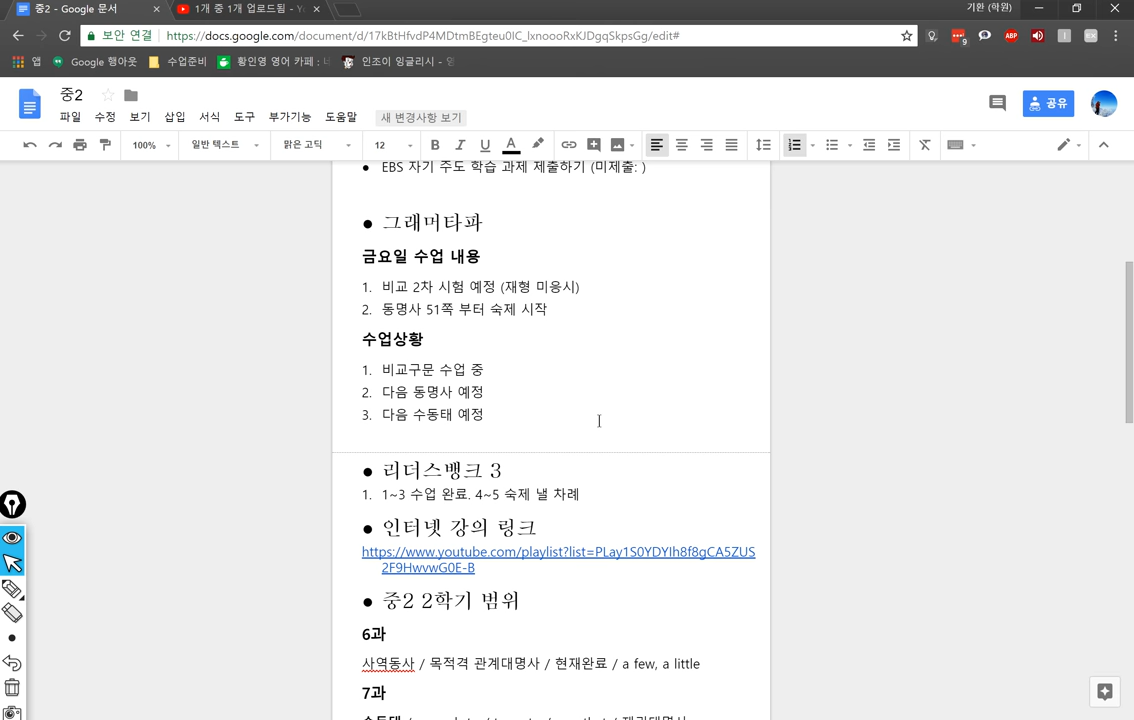 중2 - Google 문서
1개 중 1개 업로드됨 - Yo
기환 (학원)
보안 연결
https://docs.google.com/document/d/17kBtHfvdP4MDtmBEgteu0IC_lxnoooRxKJDgqSkpsGg/edit#
9
ABP
앱
Google 행아웃
수업준비
황인영 영어 카페 : 네
인조이 잉글리시 -
중2
파일 수정 보기 삽입 서식 도구 부가기능 도움말 새 변경사항 보기
공유
100% 일반 텍스트 맑은 고딕 12 B I U A
● EBS 자기 주도 학습 과제 제출하기 (미제출: )
● 그래머타파
금요일 수업 내용
1. 비교 2차 시험 예정 (재형 미응시)
2. 동명사 51쪽 부터 숙제 시작
수업상황
1. 비교구문 수업 중
2. 다음 동명사 예정
3. 다음 수동태 예정
● 리더스뱅크 3
1. 1~3 수업 완료. 4~5 숙제 낼 차례
● 인터넷 강의 링크
https://www.youtube.com/playlist?list=PLay1S0YDYIh8f8gCA5ZUS
2F9HwvwG0E-B
● 중2 2학기 범위
6과
사역동사 / 목적격 관계대명사 / 현재완료 / a few, a little
7과